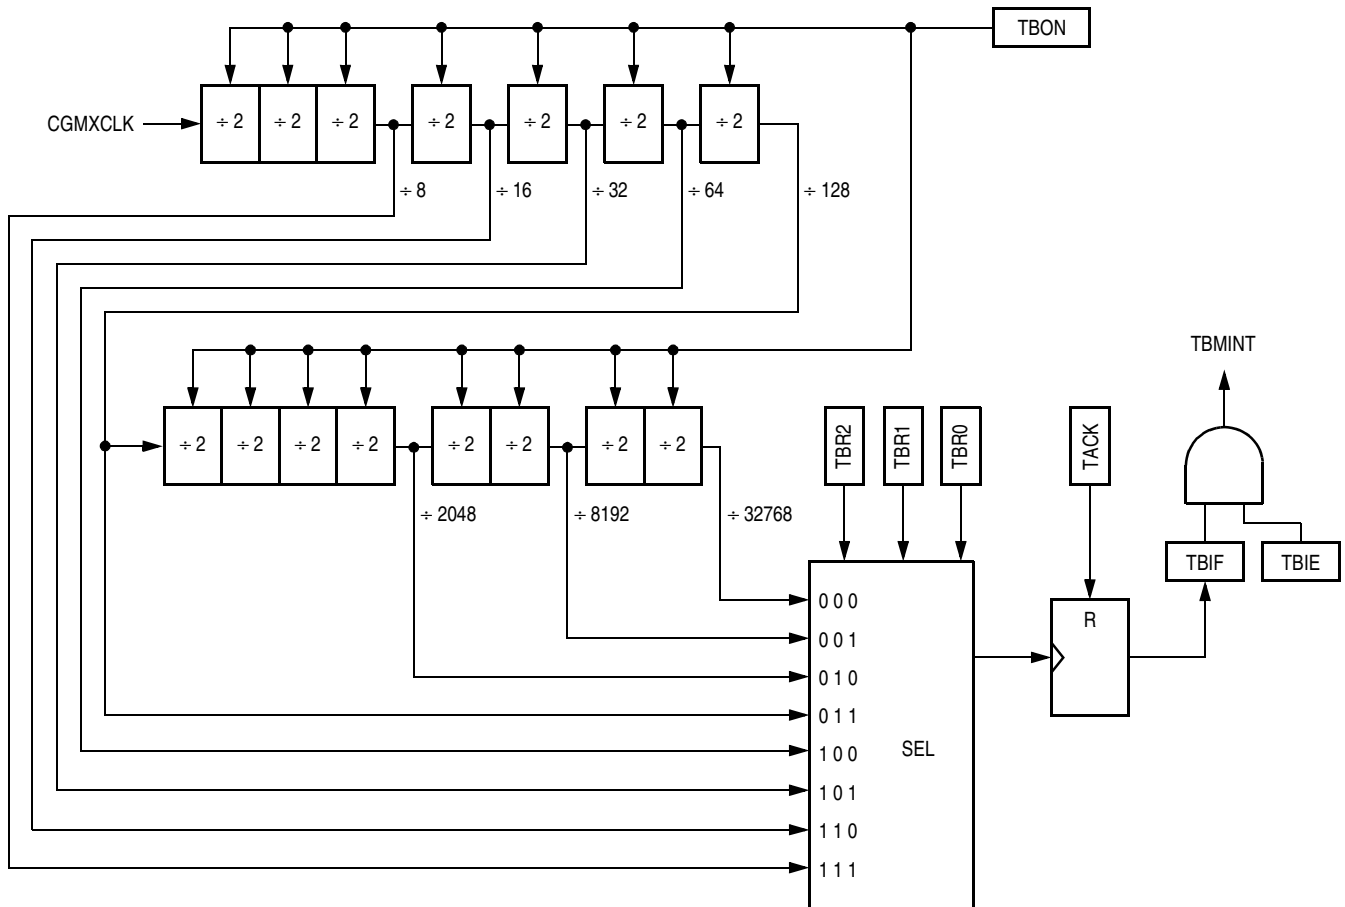 TBON
CGMXCLK
÷ 2 ÷ 2 ÷ 2 ÷ 2 ÷ 2 ÷ 2 ÷ 2
÷ 8 ÷ 16 ÷ 32 ÷ 64 ÷ 128
TBMINT
÷ 2 ÷ 2 ÷ 2 ÷ 2 ÷ 2 ÷ 2 ÷ 2 ÷ 2
TBR2
TBR1
TBR0
TACK
÷ 2048 ÷ 8192 ÷ 32768
TBIF TBIE
0 0 0
R
0 0 1
0 1 0
0 1 1
SEL
1 0 0
1 0 1
1 1 0
1 1 1